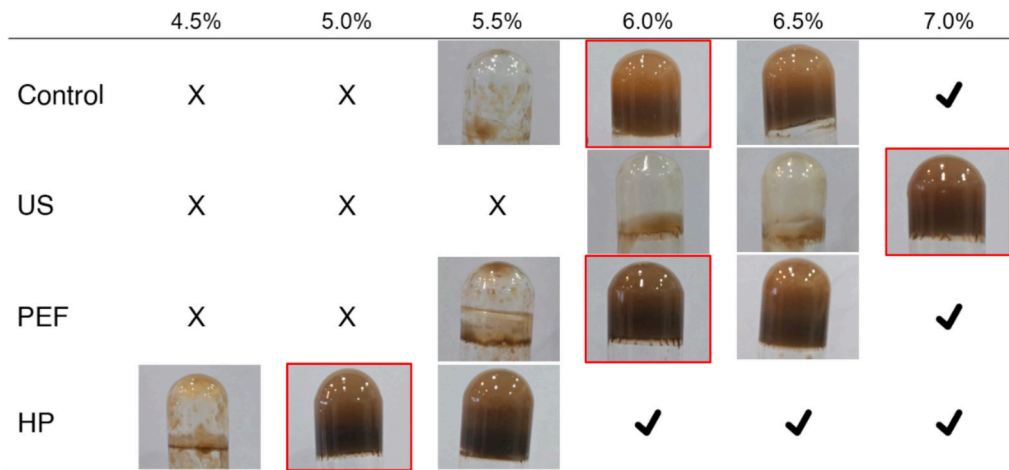 4.5% 5.0% 5.5% 6.0% 6.5% 7.0%
Control X X ✓
US X X X
PEF X X ✓
HP ✓ ✓ ✓